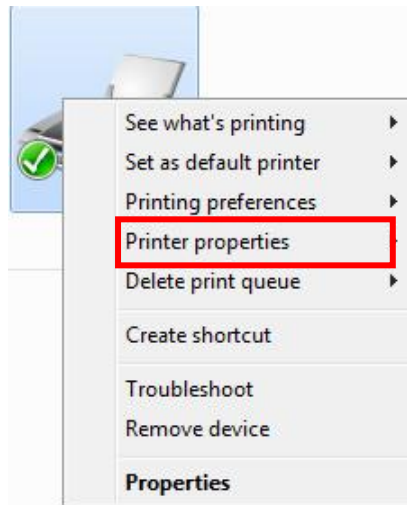 See what's printing
Set as default printer
Printing preferences
Printer properties
Delete print queue
Create shortcut
Troubleshoot
Remove device
Properties